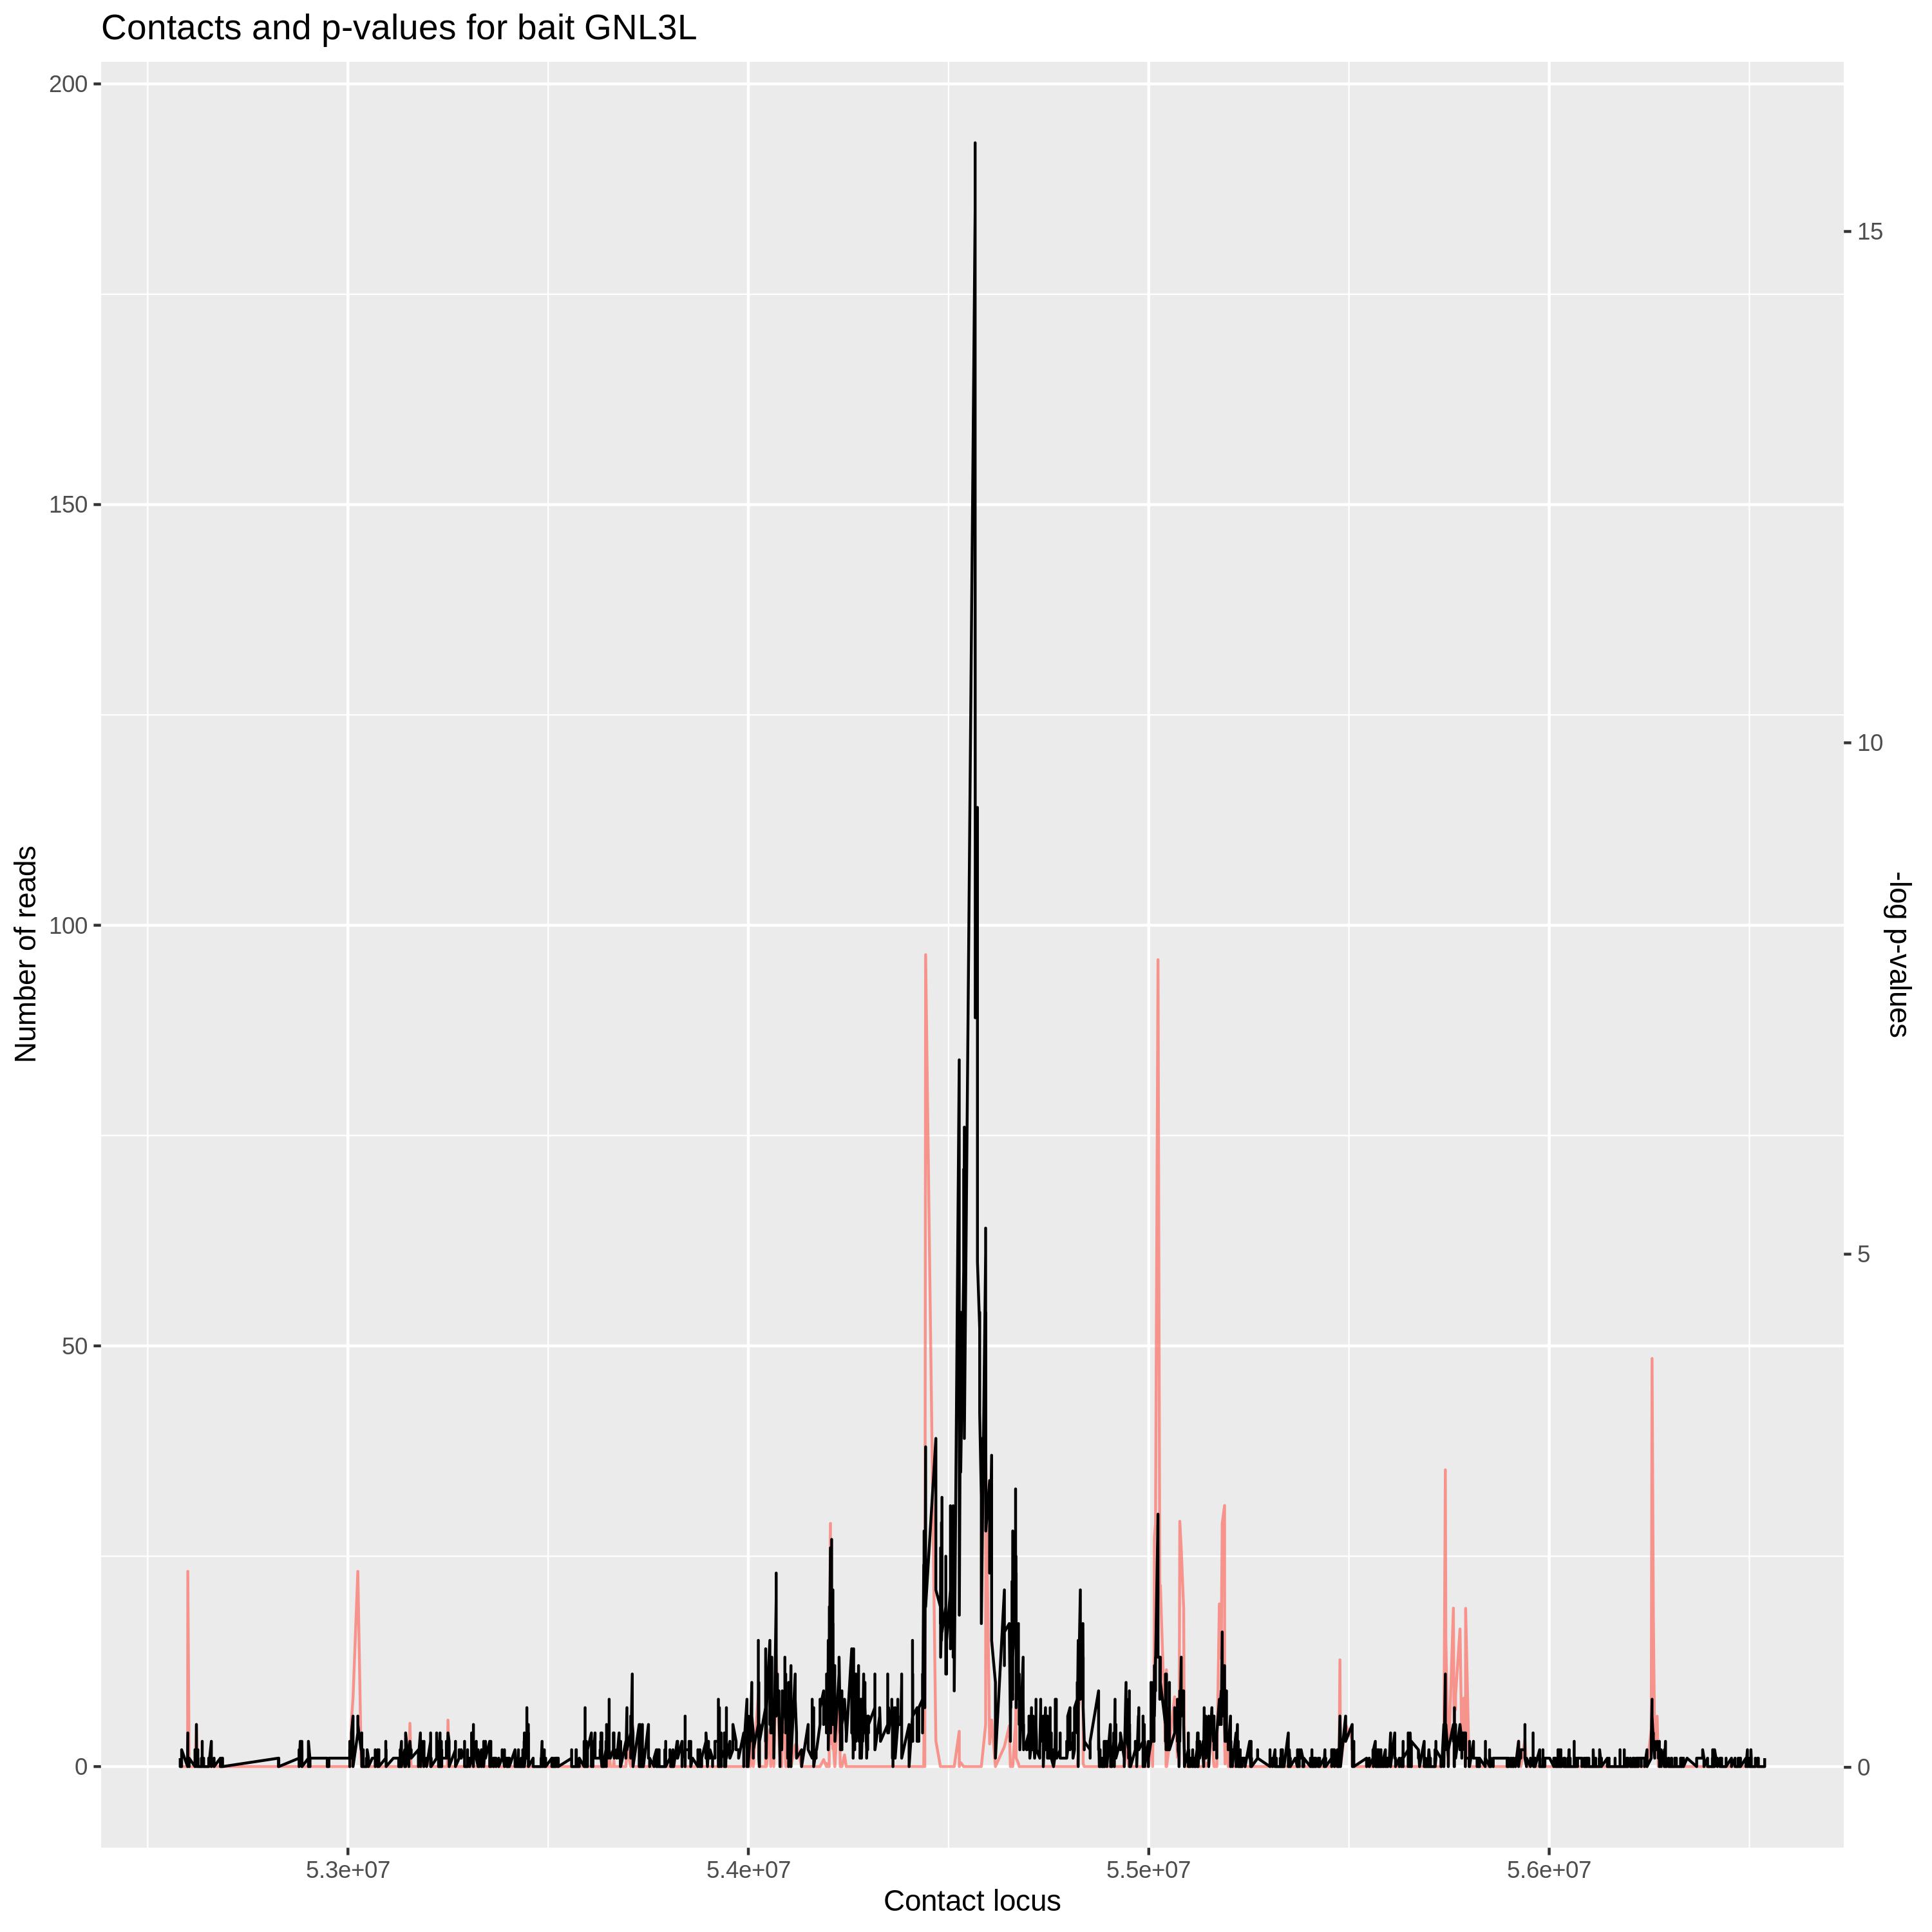 Contacts and p-values for bait GNL3L
200
150
100
50
0
Number of reads
15
10
5
0
-log p-values
5.3e+07
5.4e+07
5.5e+07
5.6e+07
Contact locus